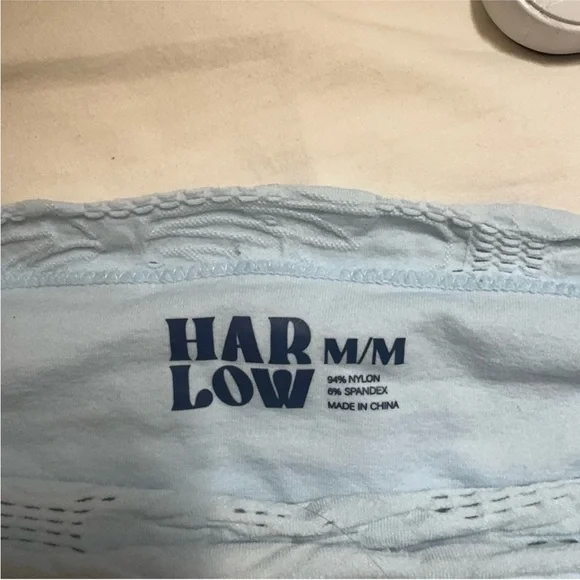 HAR
LOW
M/M
94% NYLON
6% SPANDEX
MADE IN CHINA